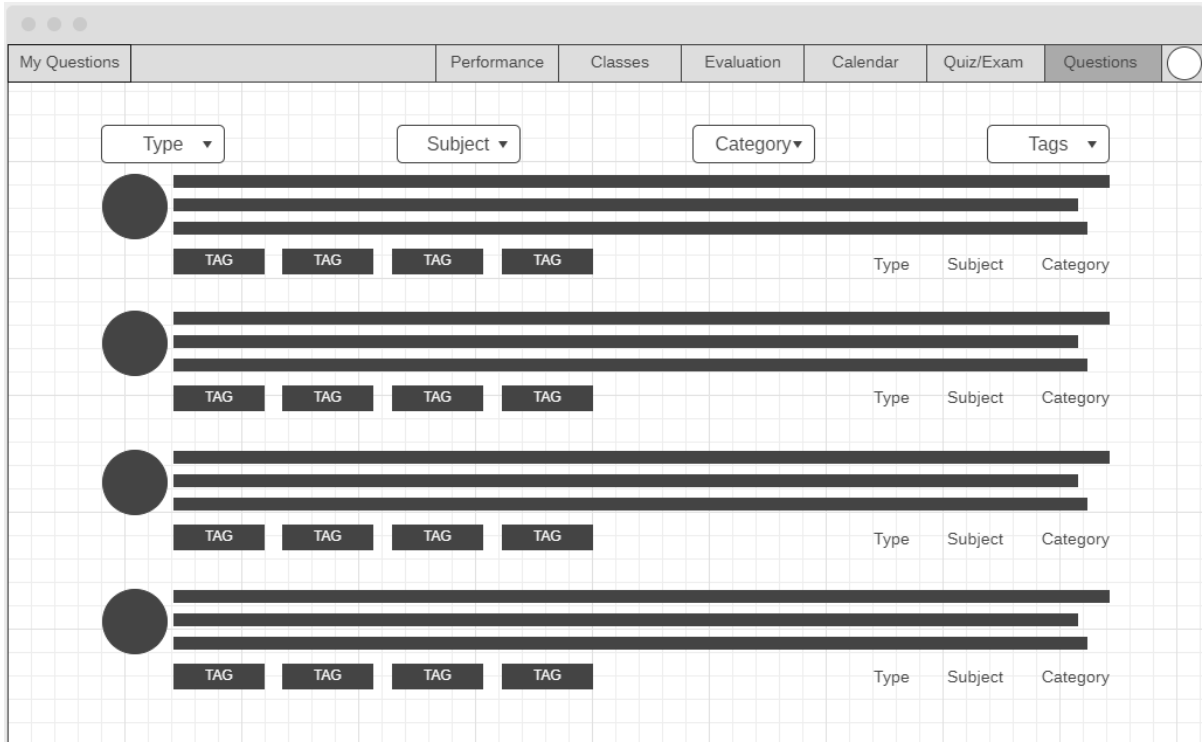 My Questions Performance Classes Evaluation Calendar Quiz/Exam Questions
Type Subject Category Tags
TAG TAG TAG TAG Type Subject Category
TAG TAG TAG TAG Type Subject Category
TAG TAG TAG TAG Type Subject Category
TAG TAG TAG TAG Type Subject Category